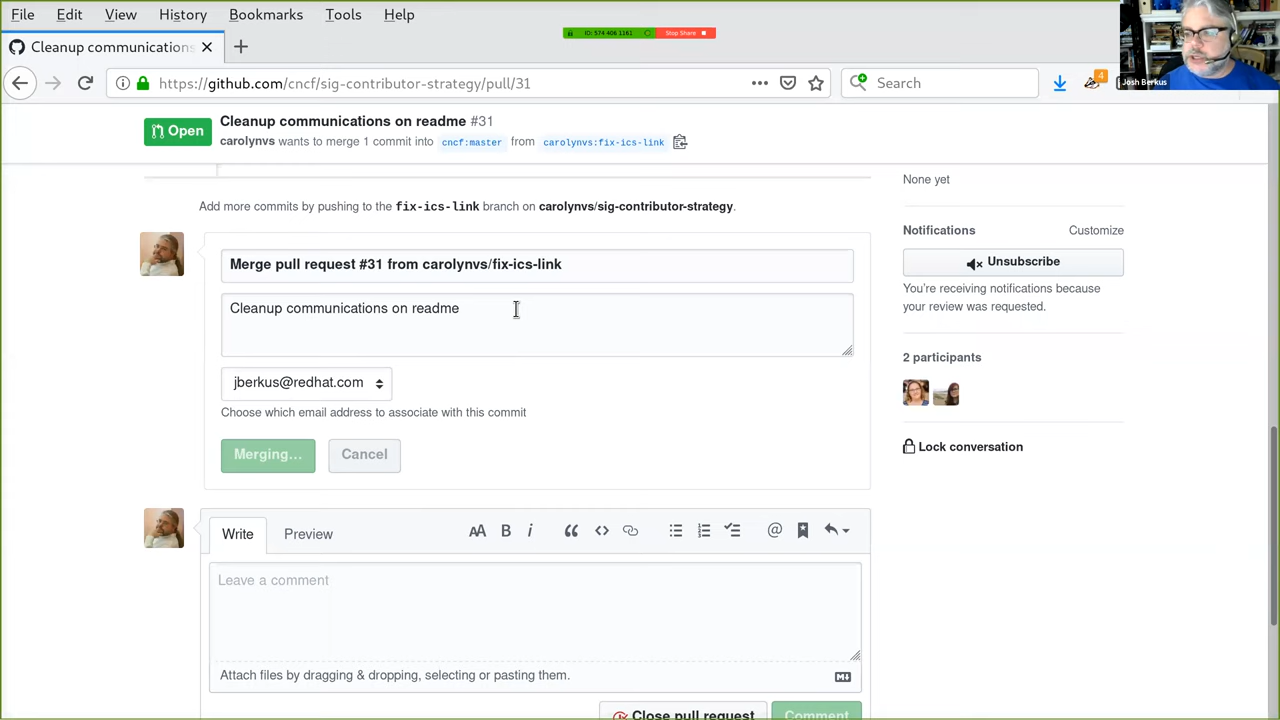 File Edit View History Bookmarks Tools Help
ID: 574 406 1161 Stop Share
Cleanup communications
https://github.com/cncf/sig-contributor-strategy/pull/31
Search
4
Josh Berkus
Open
Cleanup communications on readme #31
carolynvs wants to merge 1 commit into cncf:master from carolynvs:fix-ics-link
None yet
Add more commits by pushing to the fix-ics-link branch on carolynvs/sig-contributor-strategy.
Notifications Customize
Merge pull request #31 from carolynvs/fix-ics-link
Unsubscribe
You're receiving notifications because
your review was requested.
Cleanup communications on readme
2 participants
jberkus@redhat.com
Choose which email address to associate with this commit
Lock conversation
Merging... Cancel
Write Preview
AA B i @
Leave a comment
Attach files by dragging & dropping, selecting or pasting them.
Close pull request Comment